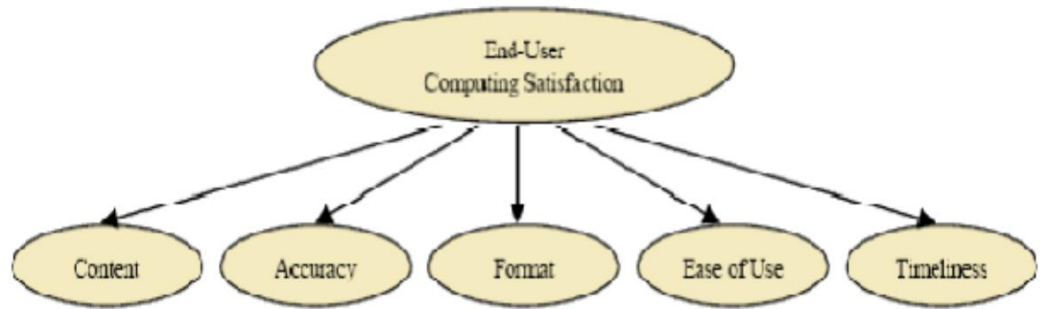 End-User
Computing Satisfaction
Content
Accuracy
Format
Ease of Use
Timeliness